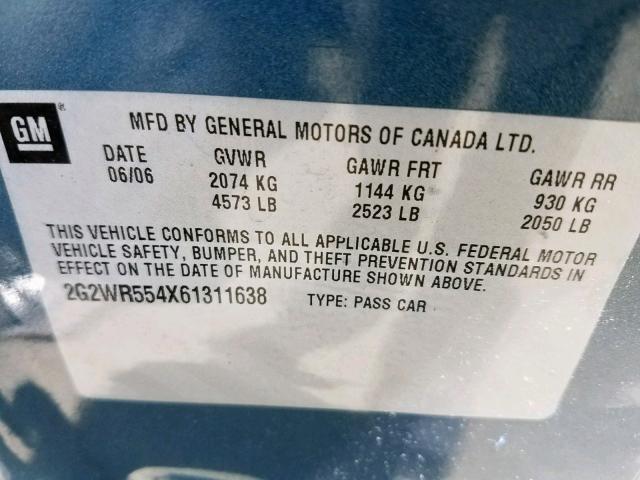 GM
®
MFD BY GENERAL MOTORS OF CANADA LTD.
DATE GVWR GAWR FRT GAWR RR
06/06 2074 KG 1144 KG 930 KG
4573 LB 2523 LB 2050 LB
THIS VEHICLE CONFORMS TO ALL APPLICABLE U.S. FEDERAL MOTOR
VEHICLE SAFETY, BUMPER, AND THEFT PREVENTION STANDARDS IN
EFFECT ON THE DATE OF MANUFACTURE SHOWN ABOVE.
2G2WR554X61311638 TYPE: PASS CAR